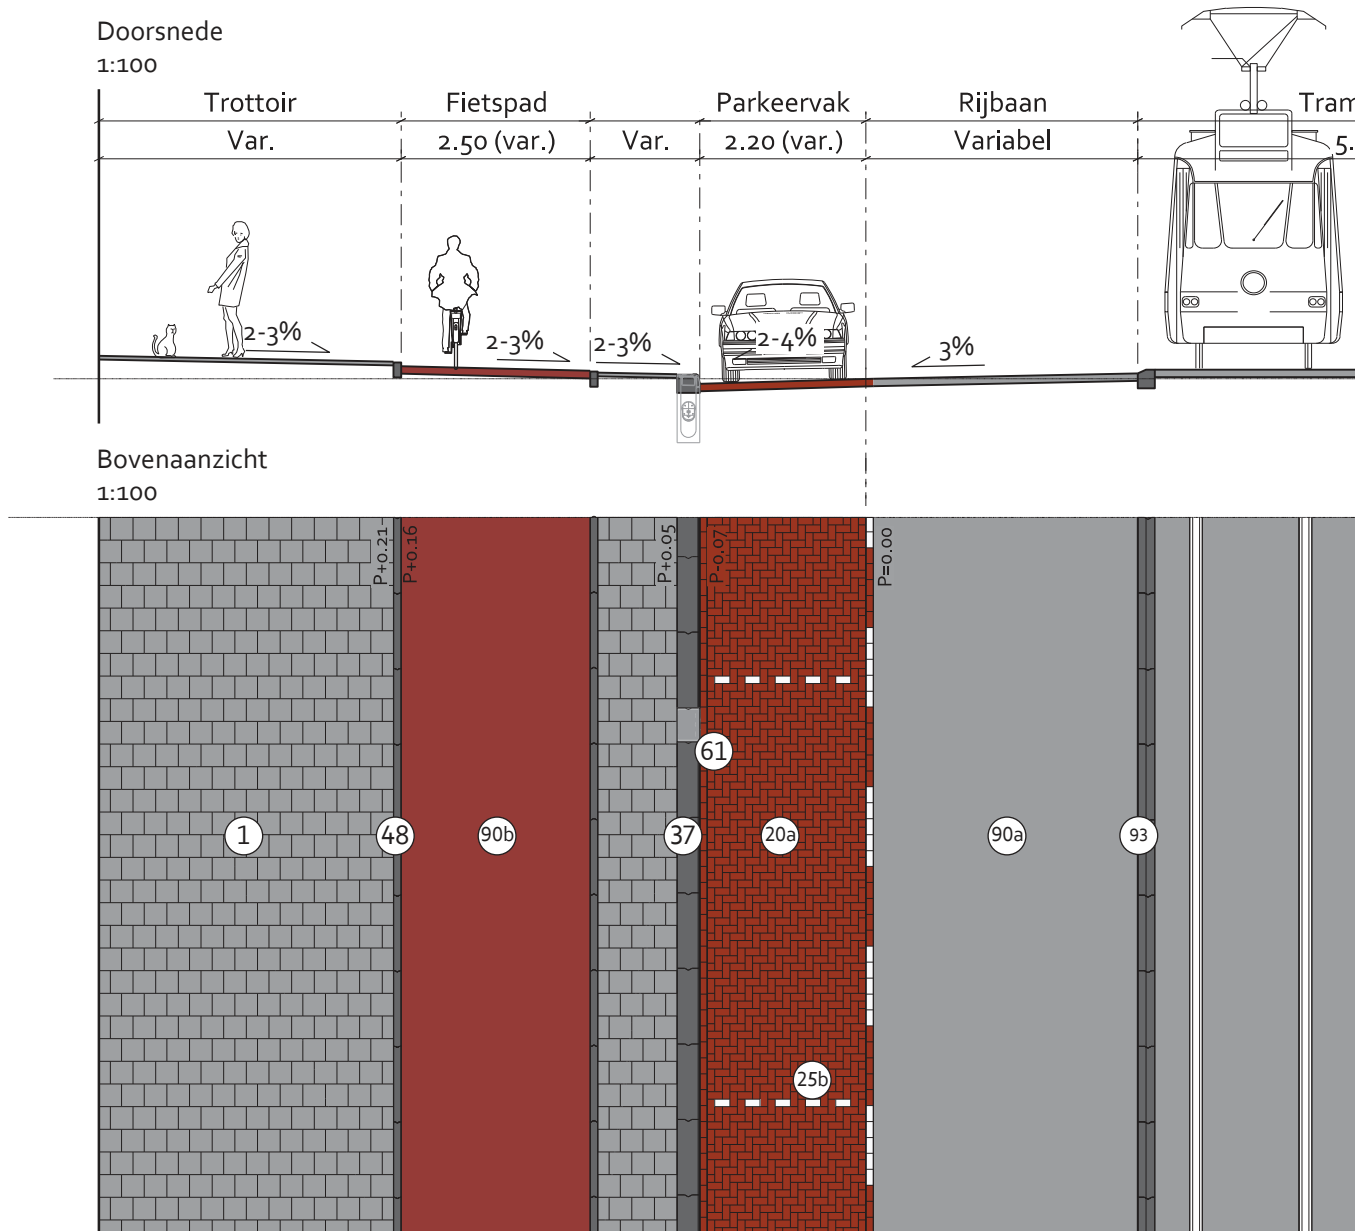 Doorsnede
1:100
Trottoir Fietspad Parkeervak Rijbaan Tram
Var. 2.50 (var.) Var. 2.20 (var.) Variabel 5.
2-3% 2-3% 2-3% 2-4% 3%
Bovenaanzicht
1:100
P+0.21
P+0.16
P+0.05
P-0.07
P=0.00
61
1 48 90b 37 20a 90a 93
25b